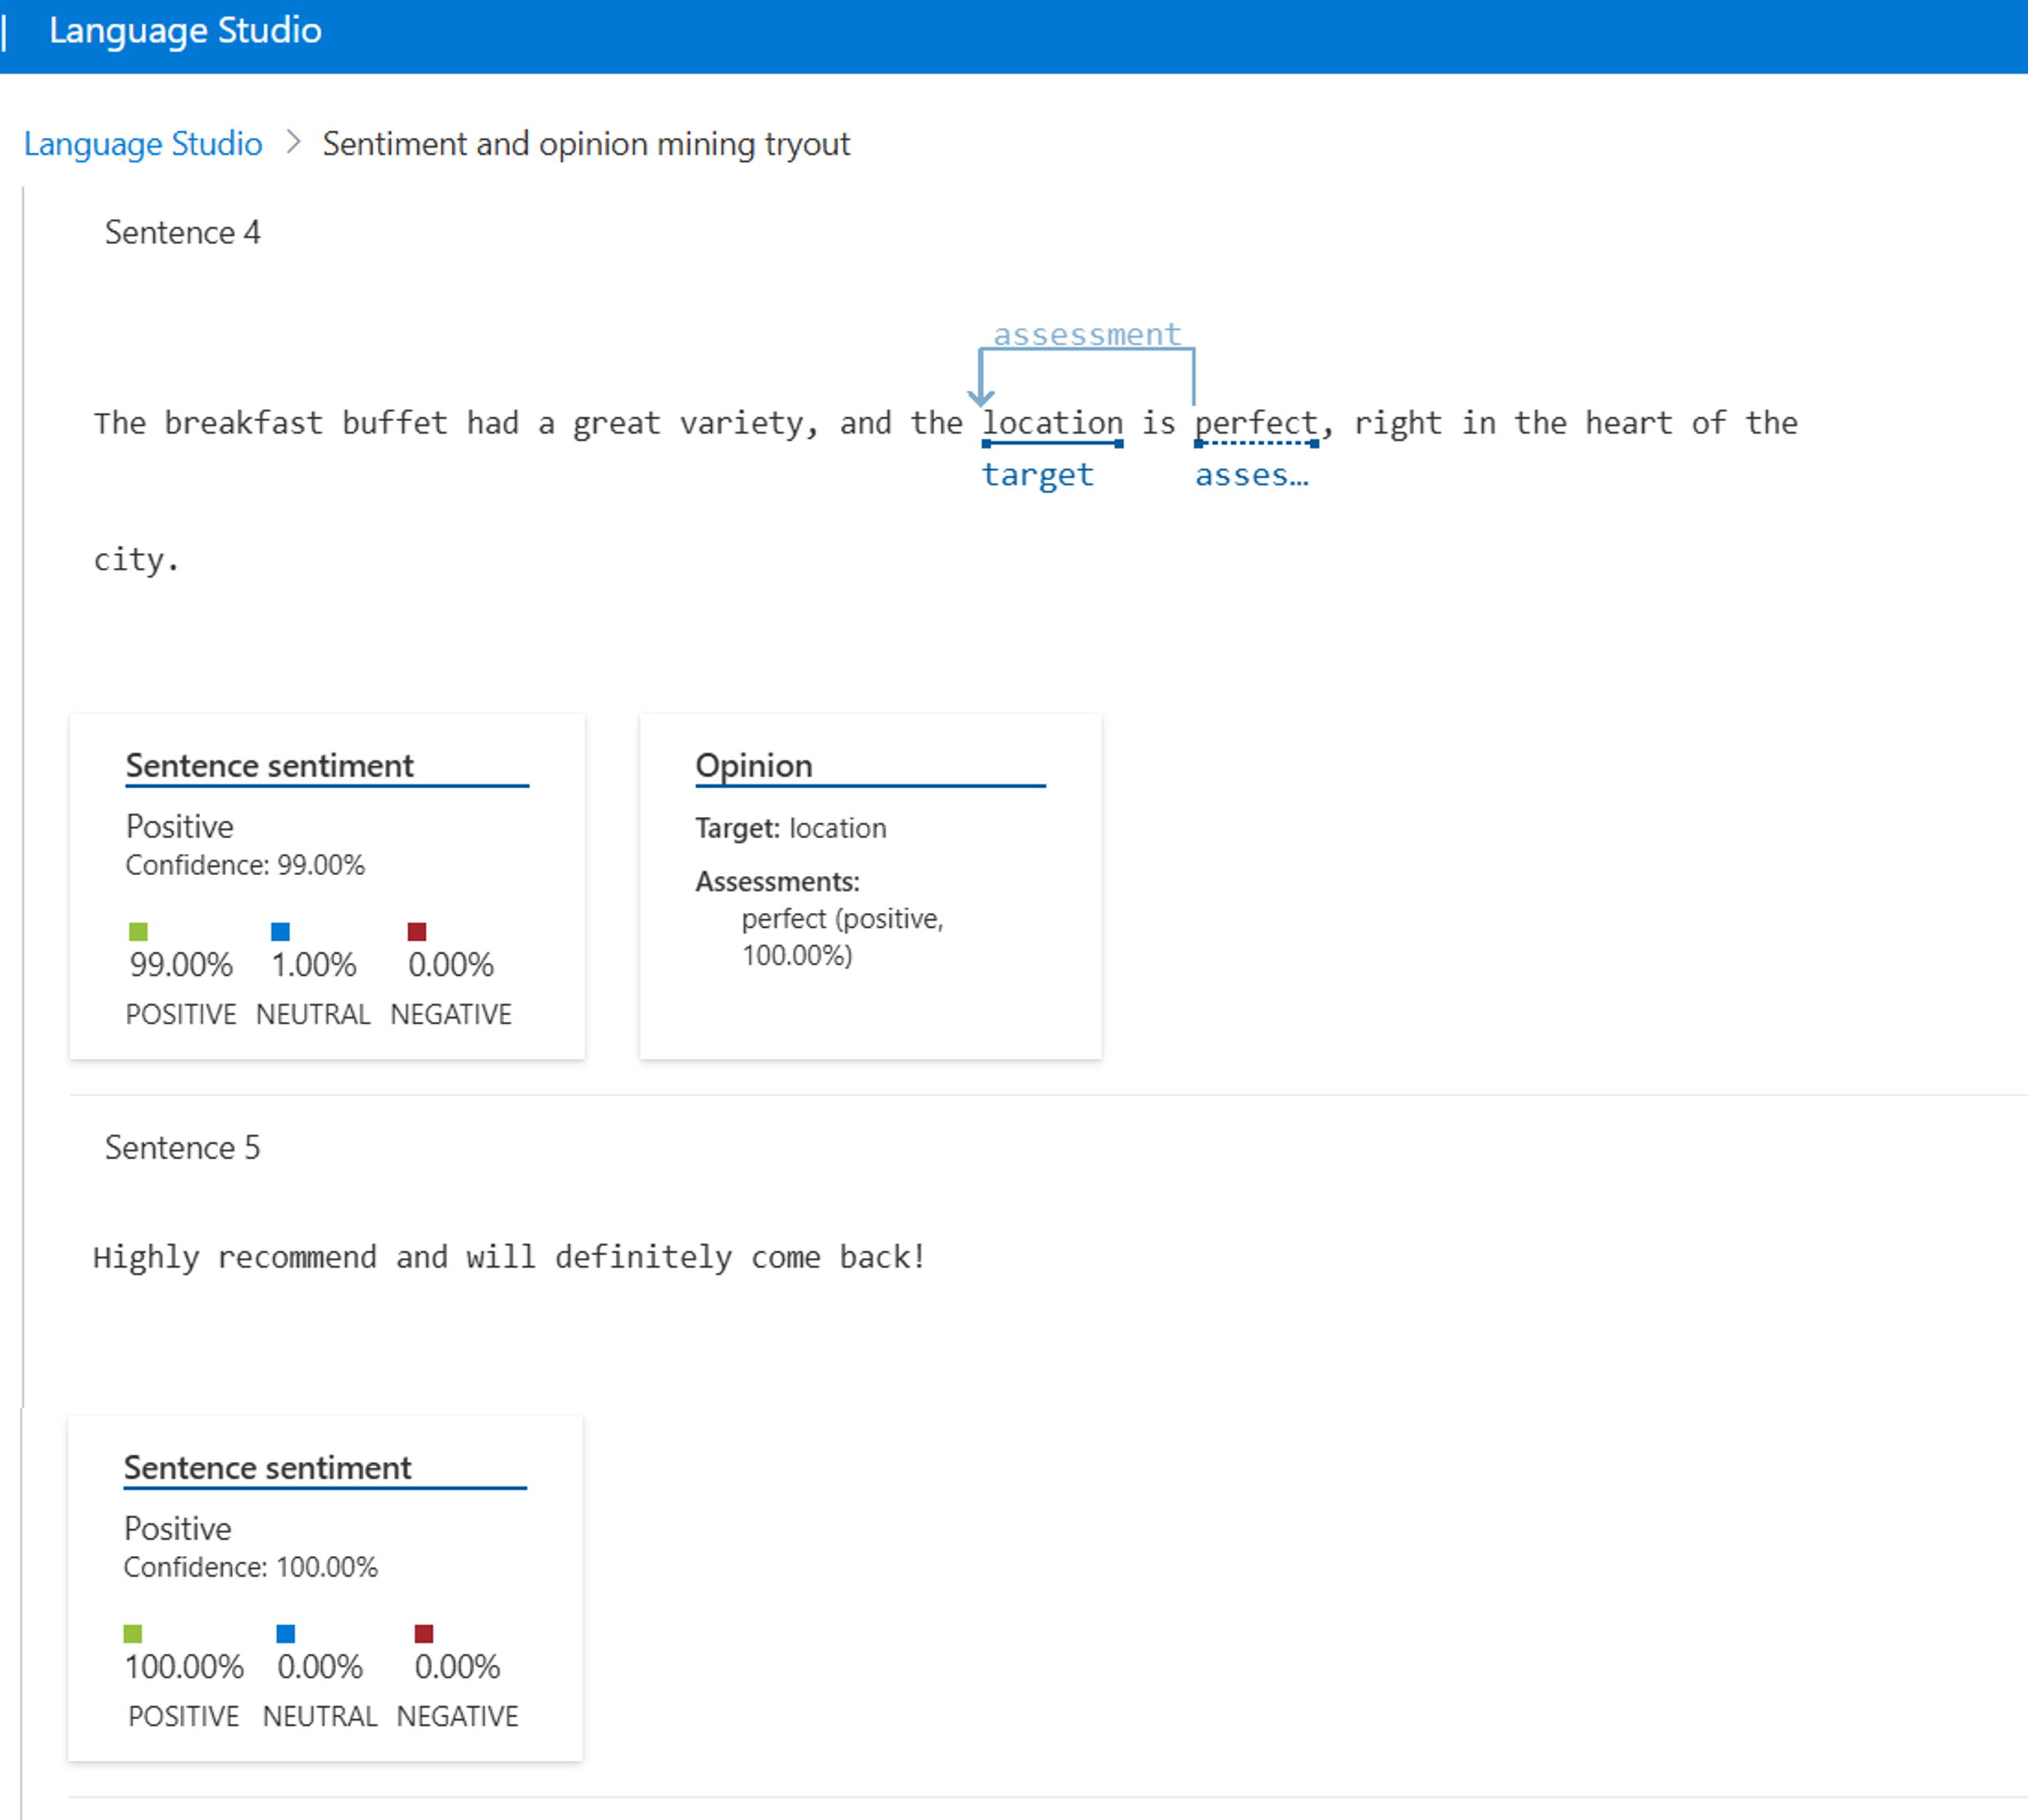 Language Studio
Language Studio > Sentiment and opinion mining tryout
Sentence 4
assessment
The breakfast buffet had a great variety, and the location is perfect, right in the heart of the
target asses…
city.
Sentence sentiment
Positive
Confidence: 99.00%
99.00% 1.00% 0.00%
POSITIVE NEUTRAL NEGATIVE
Opinion
Target: location
Assessments:
perfect (positive,
100.00%)
Sentence 5
Highly recommend and will definitely come back!
Sentence sentiment
Positive
Confidence: 100.00%
100.00% 0.00% 0.00%
POSITIVE NEUTRAL NEGATIVE